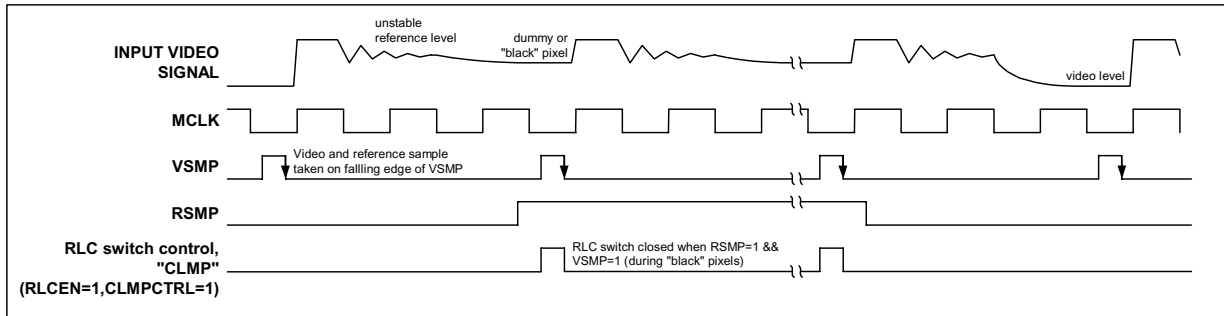 unstable
reference level
dummy or
"black" pixel
INPUT VIDEO
SIGNAL
video level
MCLK
Video and reference sample
taken on fallling edge of VSMP
VSMP
RSMP
RLC switch control,
"CLMP"
(RLCEN=1,CLMPCTRL=1)
RLC switch closed when RSMP=1 &&
VSMP=1 (during "black" pixels)